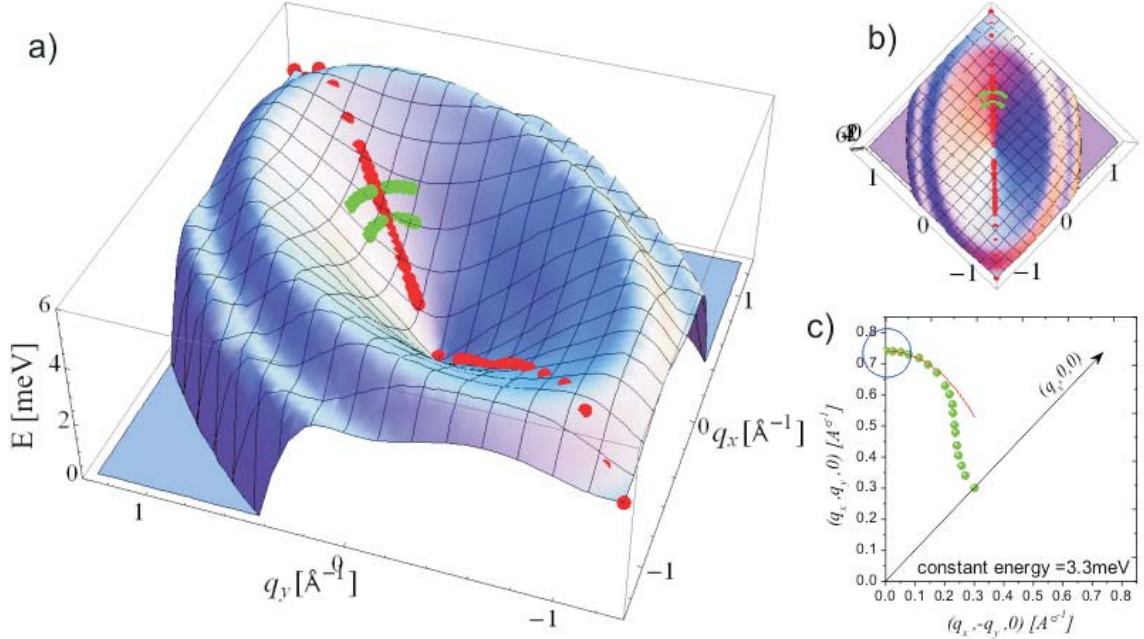 a)
6
4
2
0
E [meV]
1
0
-1
q_y [Å⁻¹]
1
0
-1
q_x [Å⁻¹]
b)
1
0
-1
-1
0
1
c)
0.8
0.7
0.6
0.5
0.4
0.3
0.2
0.1
0.0
(q_x ,q_y ,0) [A^σ-1]
(q_x,0,0)
constant energy =3.3meV
0.0 0.1 0.2 0.3 0.4 0.5 0.6 0.7 0.8
(q_x ,-q_y ,0) [A^σ-1]